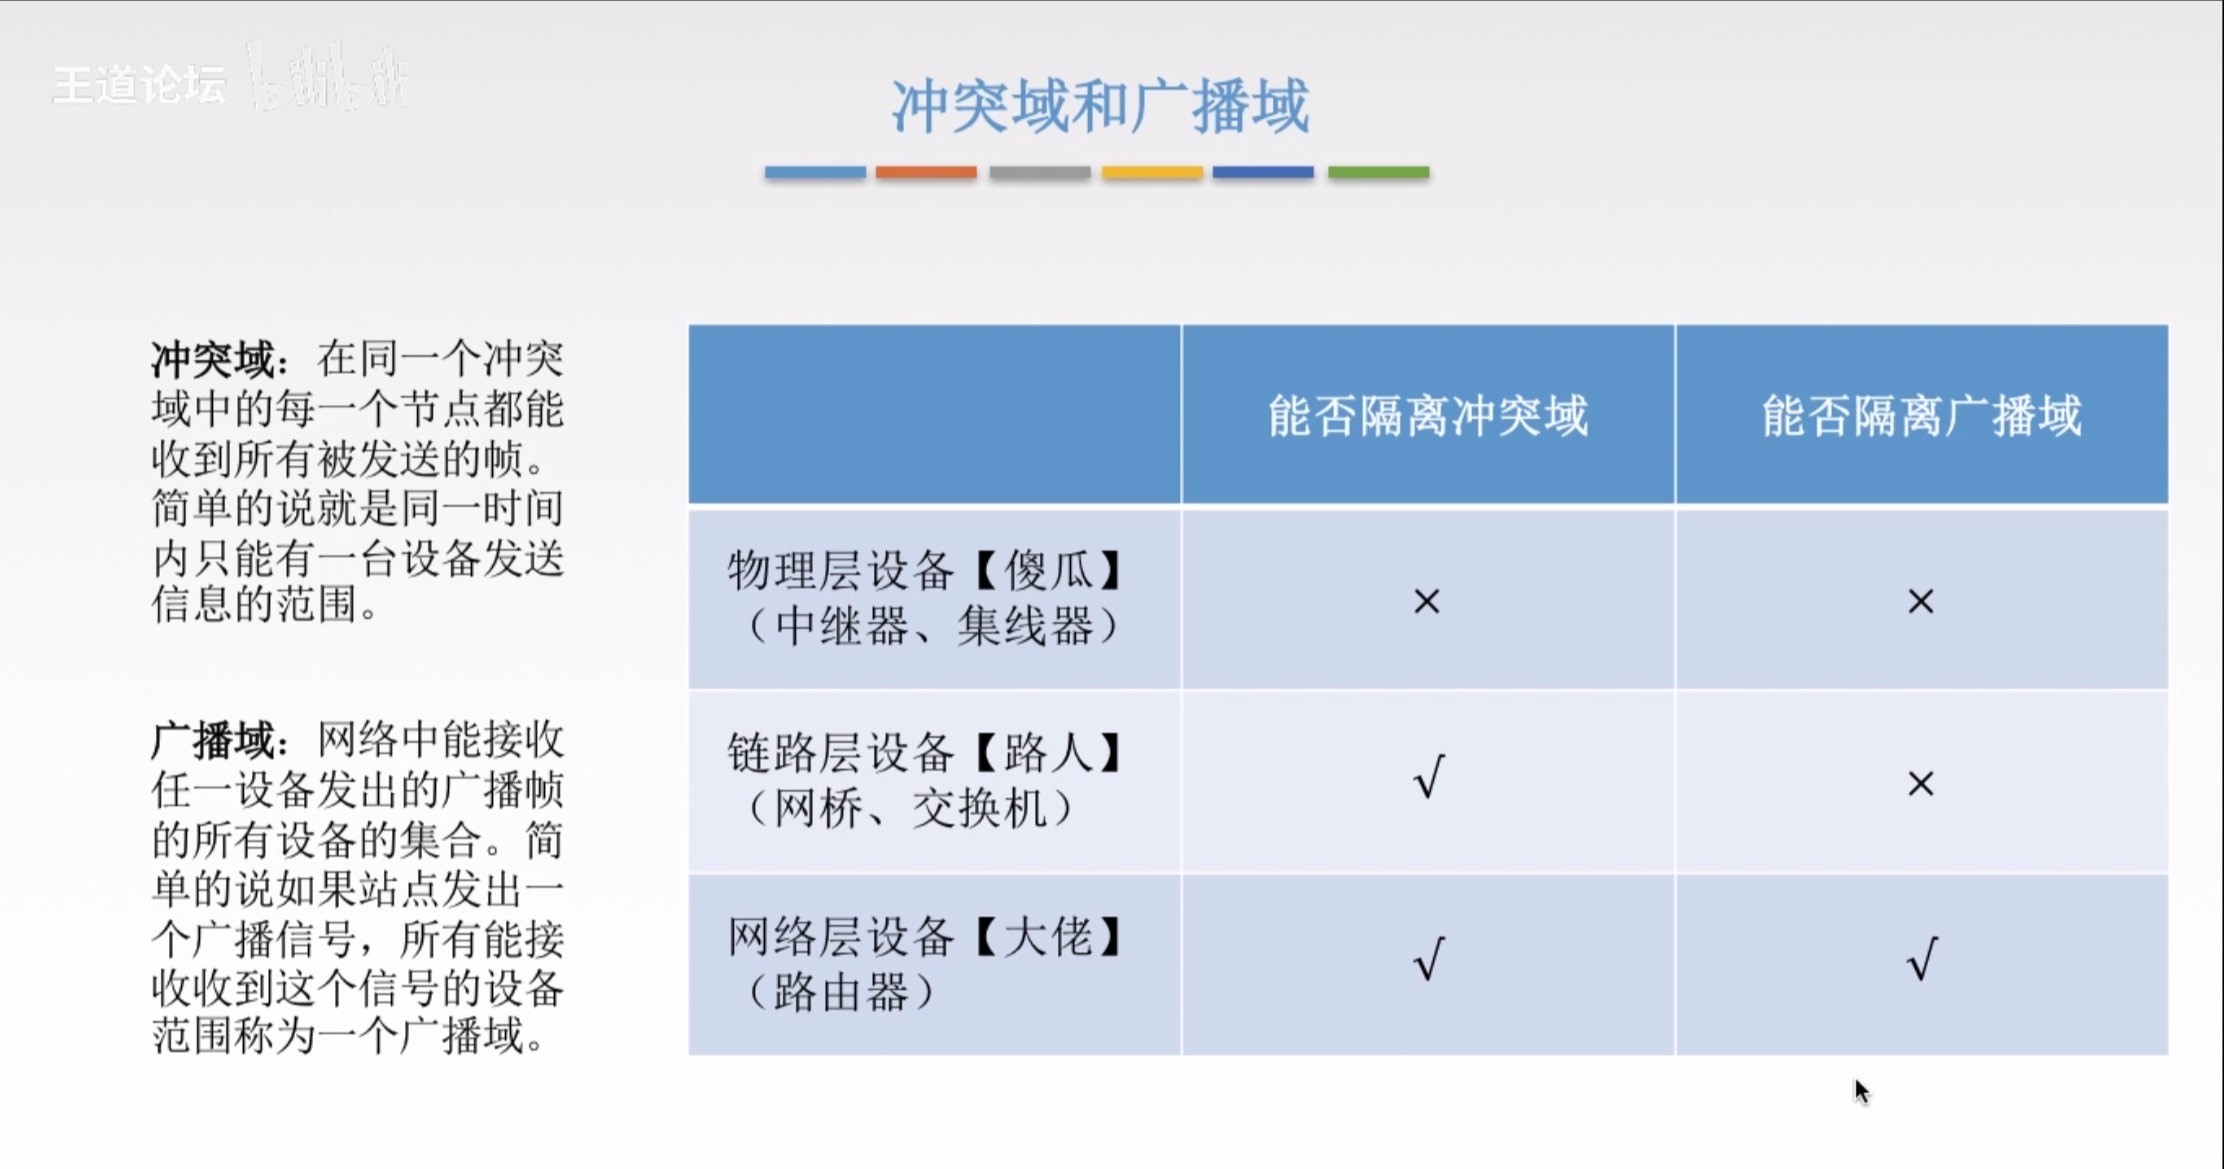 王道论坛 bilibili
冲突域和广播域
冲突域：在同一个冲突
域中的每一个节点都能
收到所有被发送的帧。
简单的说就是同一时间
内只能有一台设备发送
信息的范围。
广播域：网络中能接收
任一设备发出的广播帧
的所有设备的集合。简
单的说如果站点发出一
个广播信号，所有能接
收收到这个信号的设备
范围称为一个广播域。
能否隔离冲突域 能否隔离广播域
物理层设备【傻瓜】
（中继器、集线器）
× ×
链路层设备【路人】
（网桥、交换机）
√ ×
网络层设备【大佬】
（路由器）
√ √